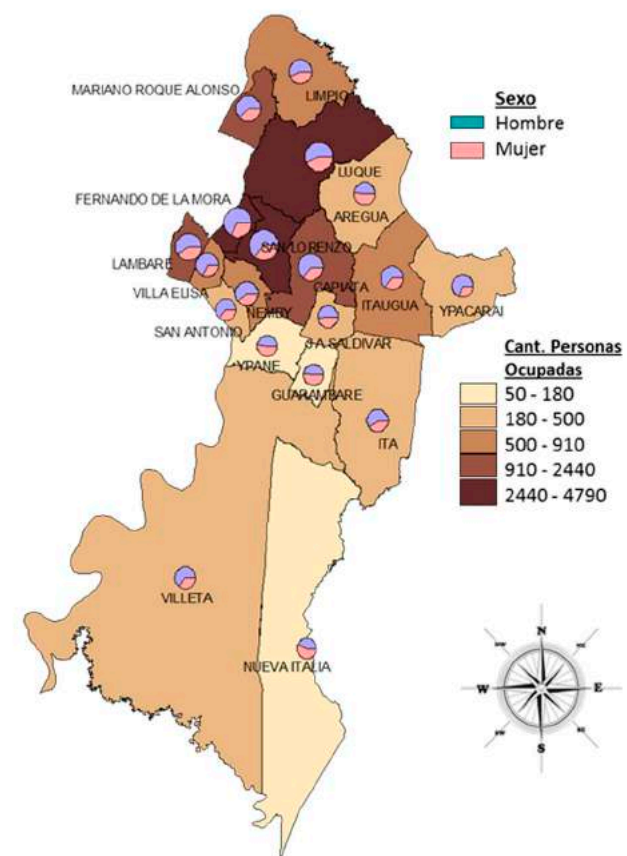 MARIANO ROQUE ALONSO
LIMPIO
Sexo
Hombre
Mujer
LUQUE
AREGUA
FERNANDO DE LA MORA
SAN LORENZO
LAMBARE
CAPIATA
VILLA ELISA
ITAUGUA
YPACARAI
ÑEMBY
SAN ANTONIO
J.A SALDIVAR
YPANE
GUARAMBARE
ITA
Cant. Personas
Ocupadas
50 - 180
180 - 500
500 - 910
910 - 2440
2440 - 4790
VILLETA
NUEVA ITALIA
N
W
E
S